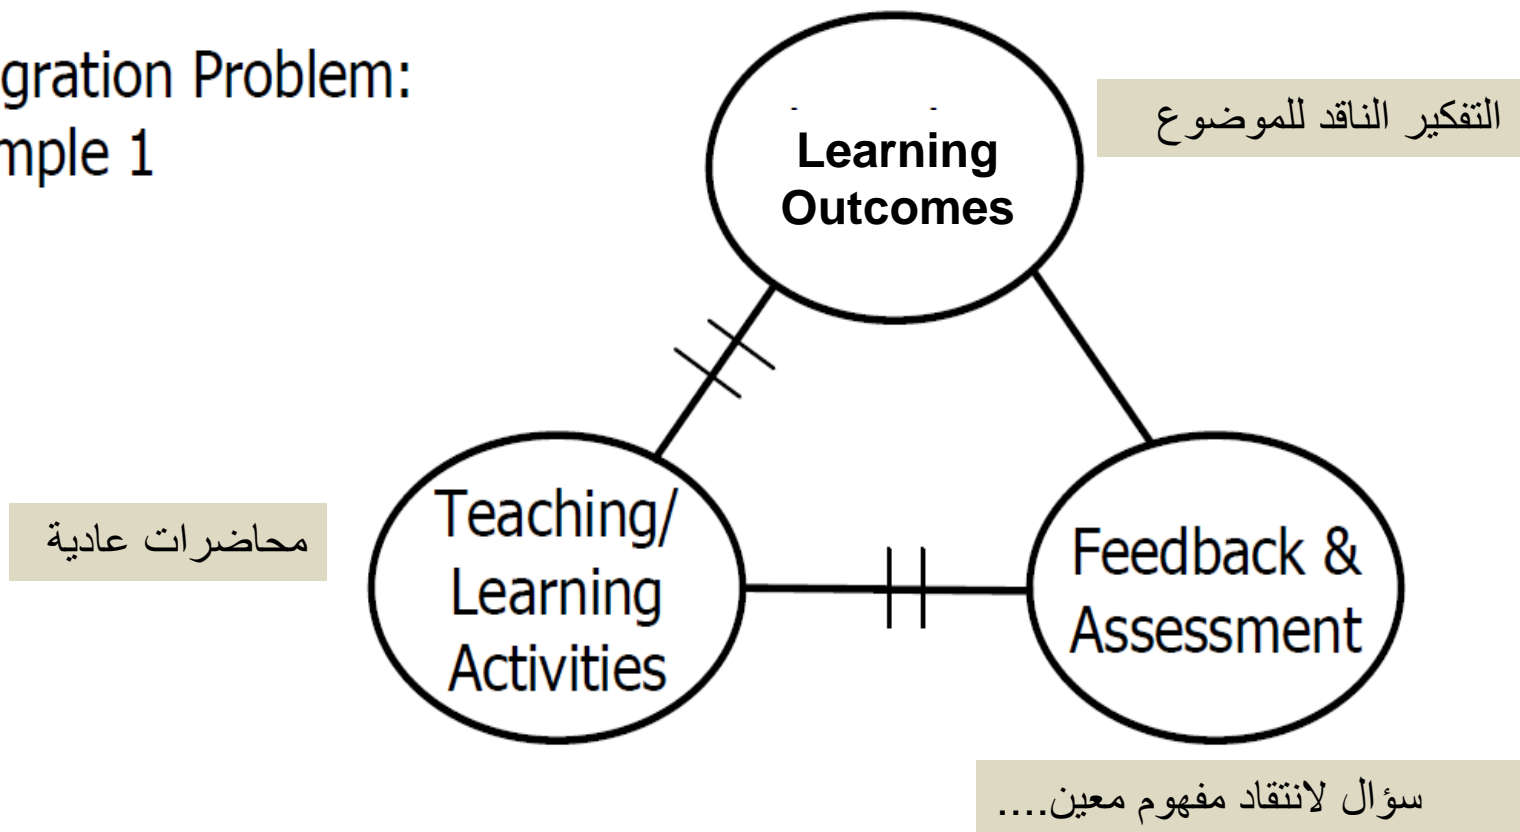 gration Problem:
mple 1
Learning
Outcomes
التفكير الناقد للموضوع
Teaching/
Learning
Activities
محاضرات عادية
Feedback &
Assessment
سؤال لانتقاد مفهوم معين....